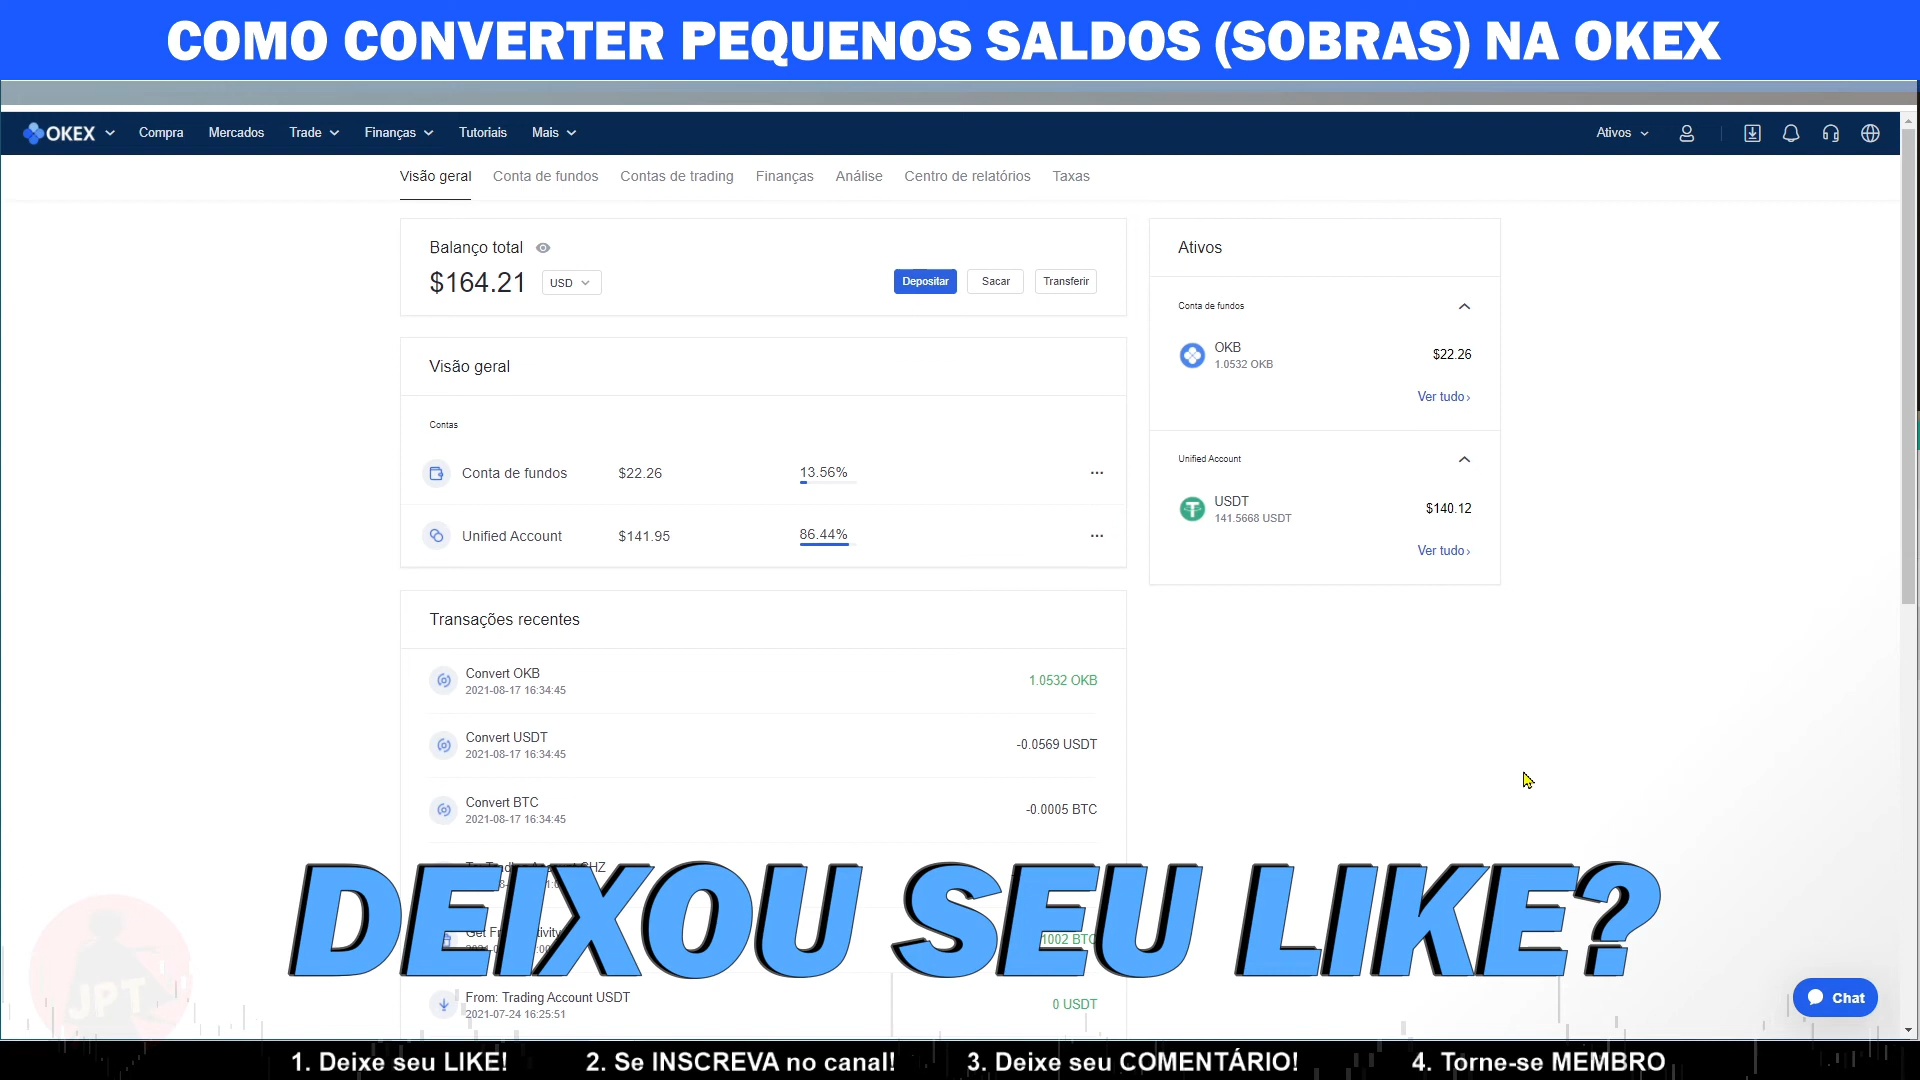 COMO CONVERTER PEQUENOS SALDOS (SOBRAS) NA OKEX
OKEX Compra Mercados Trade Finanças Tutoriais Mais Ativos
Visão geral Conta de fundos Contas de trading Finanças Análise Centro de relatórios Taxas
Balanço total
$164.21 USD Depositar Sacar Transferir
Visão geral
Contas
Conta de fundos $22.26 13.56% ...
Unified Account $141.95 86.44% ...
Ativos
Conta de fundos
OKB $22.26
1.0532 OKB
Ver tudo ›
Unified Account
USDT $140.12
141.5668 USDT
Ver tudo ›
Transações recentes
Convert OKB 1.0532 OKB
2021-08-17 16:34:45
Convert USDT -0.0569 USDT
2021-08-17 16:34:45
Convert BTC -0.0005 BTC
2021-08-17 16:34:45
DEIXOU SEU LIKE?
From: Trading Account USDT 0 USDT
2021-07-24 16:25:51
JPT
Chat
1. Deixe seu LIKE! 2. Se INSCREVA no canal! 3. Deixe seu COMENTÁRIO! 4. Torne-se MEMBRO